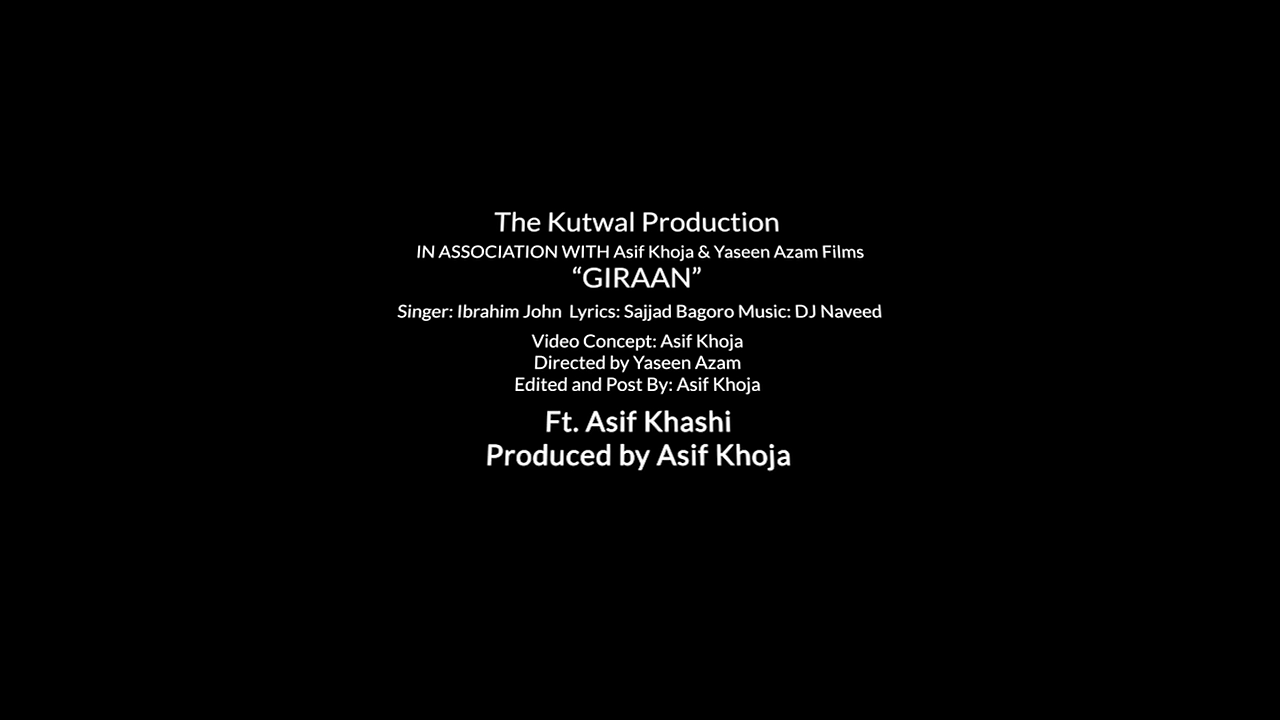 The Kutwal Production
IN ASSOCIATION WITH Asif Khoja & Yaseen Azam Films
“GIRAAN”
Singer: Ibrahim John Lyrics: Sajjad Bagoro Music: DJ Naveed
Video Concept: Asif Khoja
Directed by Yaseen Azam
Edited and Post By: Asif Khoja
Ft. Asif Khashi
Produced by Asif Khoja